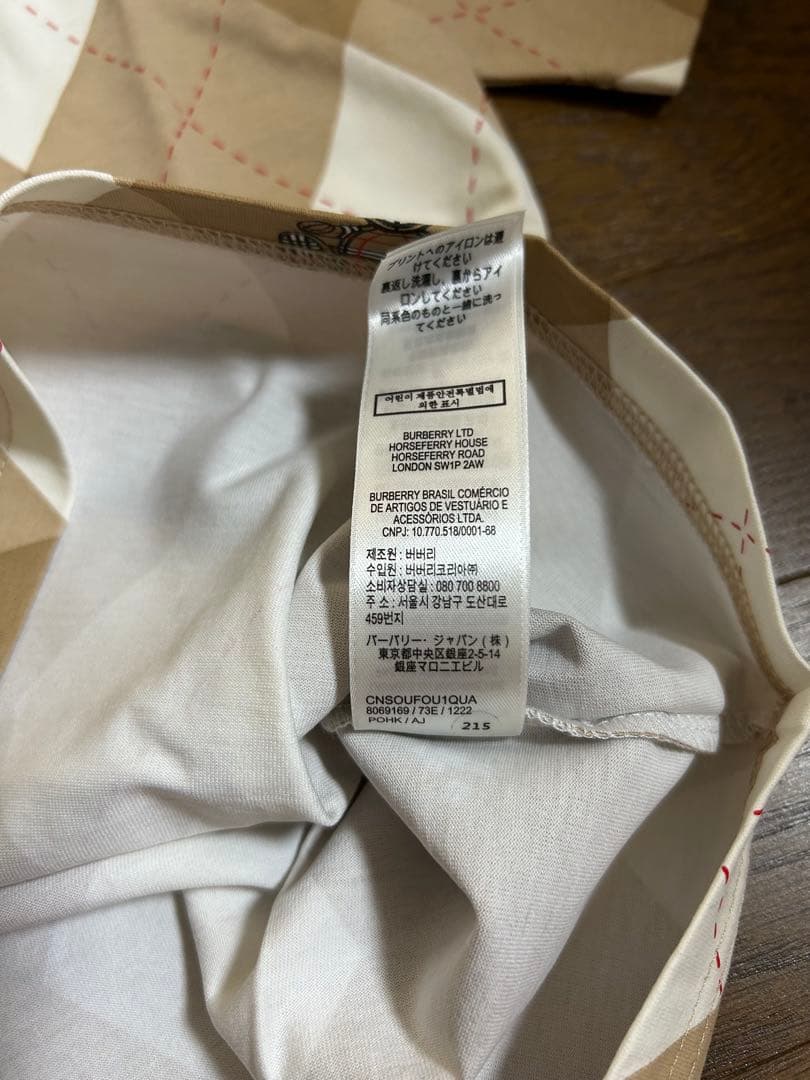 プリントへのアイロンは避
けてください
裏返し洗濯し、裏からアイ
ロンしてください
同系色のものと一緒に洗っ
てください
어린이 제품안전특별법에
의한 표시
BURBERRY LTD
HORSEFERRY HOUSE
HORSEFERRY ROAD
LONDON SW1P 2AW
BURBERRY BRASIL COMÉRCIO
DE ARTIGOS DE VESTUÁRIO E
ACESSÓRIOS LTDA.
CNPJ: 10.770.518/0001-68
제조원 : 버버리
수입원 : 버버리코리아㈜
소비자상담실 : 080 700 8800
주 소 : 서울시 강남구 도산대로
459번지
バーバリー・ジャパン(株)
東京都中央区銀座2-5-14
銀座マロニエビル
CNSOUFOU1QUA
8069169 / 73E / 1222
POHK / AJ
215